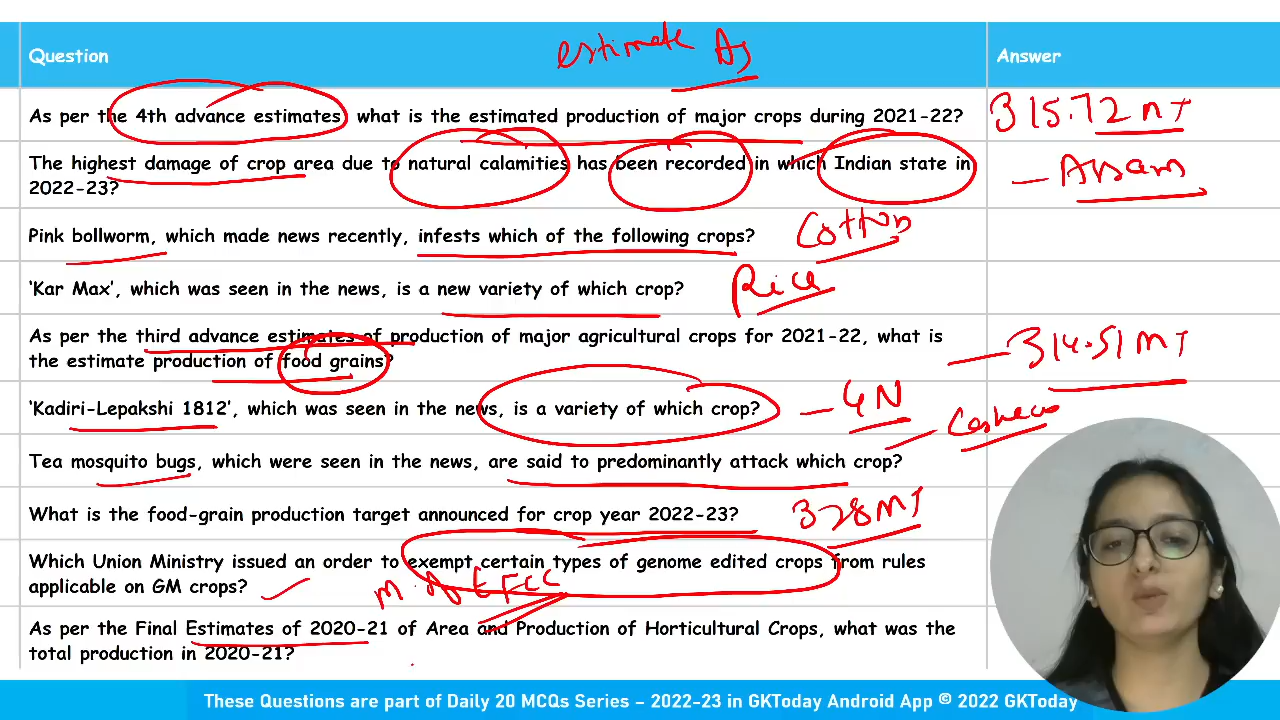 Question
estimate As
Answer
As per the 4th advance estimates, what is the estimated production of major crops during 2021-22?
315.72 MT
The highest damage of crop area due to natural calamities has been recorded in which Indian state in
2022-23?
Assam
Pink bollworm, which made news recently, infests which of the following crops?
Cotton
‘Kar Max’, which was seen in the news, is a new variety of which crop?
Rice
As per the third advance estimates of production of major agricultural crops for 2021-22, what is
the estimate production of food grains?
314.51 MT
‘Kadiri-Lepakshi 1812’, which was seen in the news, is a variety of which crop?
GN
Tea mosquito bugs, which were seen in the news, are said to predominantly attack which crop?
Cashew
What is the food-grain production target announced for crop year 2022-23?
328 MT
Which Union Ministry issued an order to exempt certain types of genome edited crops from rules
applicable on GM crops?
M. of EFCC
As per the Final Estimates of 2020-21 of Area and Production of Horticultural Crops, what was the
total production in 2020-21?
These Questions are part of Daily 20 MCQs Series – 2022-23 in GKToday Android App © 2022 GKToday